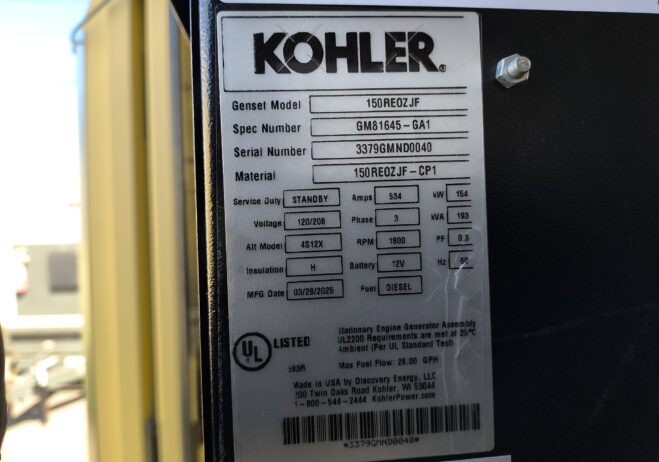 KOHLER®
Genset Model 150REOZJF
Spec Number GM81645-GA1
Serial Number 3379GMND0040
Material 150REOZJF-CP1
Service Duty STANDBY Amps 534 kW 154
Voltage 120/208 Phase 3 kVA 193
Alt Model 4S12X RPM 1800 PF 0.8
Insulation H Battery 12V Hz 60
MFG Date 03/28/2025 Fuel DIESEL
UL LISTED
Stationary Engine Generator Assembly
UL2200 Requirements are met at 25°C
Ambient (Per UL Standard Test)
Max Fuel Flow: 26.00 GPH
Made in USA by Discovery Energy, LLC
Twin Oaks Road Kohler, WI 53044
1-800-544-2444 KohlerPower.com
*3379GMND0040*